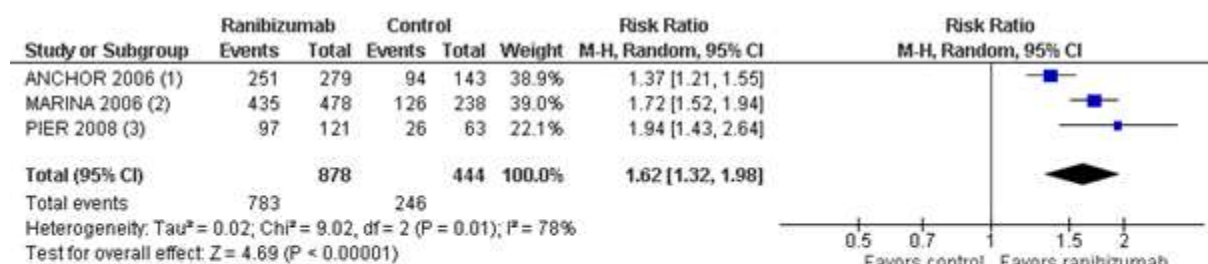 Ranibizumab Control Risk Ratio Risk Ratio
Study or Subgroup Events Total Events Total Weight M-H, Random, 95% CI M-H, Random, 95% CI
ANCHOR 2006 (1) 251 279 94 143 38.9% 1.37 [1.21, 1.55]
MARINA 2006 (2) 435 478 126 238 39.0% 1.72 [1.52, 1.94]
PIER 2008 (3) 97 121 26 63 22.1% 1.94 [1.43, 2.64]
Total (95% CI) 878 444 100.0% 1.62 [1.32, 1.98]
Total events 783 246
Heterogeneity: Tau² = 0.02; Chi² = 9.02, df = 2 (P = 0.01); I² = 78%
Test for overall effect: Z = 4.69 (P < 0.00001)
0.5 0.7 1 1.5 2
Favors control Favors ranibizumab